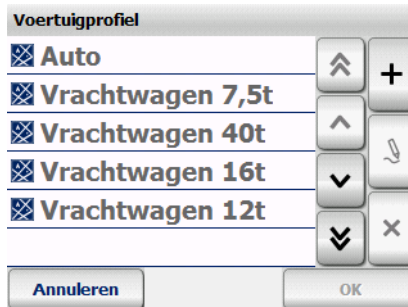 Voertuigprofiel
Auto
Vrachtwagen 7,5t
Vrachtwagen 40t
Vrachtwagen 16t
Vrachtwagen 12t
Annuleren
OK